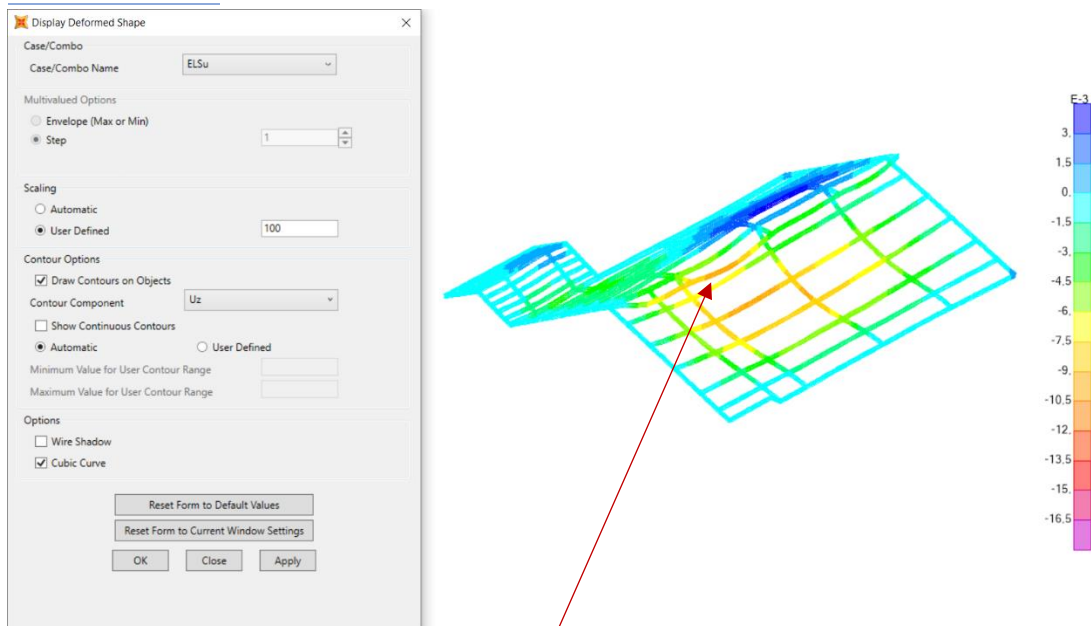 Display Deformed Shape
Case/Combo
Case/Combo Name
ELSu
Multivalued Options
Envelope (Max or Min)
Step
1
Scaling
Automatic
User Defined
100
Contour Options
Draw Contours on Objects
Contour Component
Uz
Show Continuous Contours
Automatic
User Defined
Minimum Value for User Contour Range
Maximum Value for User Contour Range
Options
Wire Shadow
Cubic Curve
Reset Form to Default Values
Reset Form to Current Window Settings
OK
Close
Apply
E-3
3,
1,5
0,
-1,5
-3,
-4,5
-6,
-7,5
-9,
-10,5
-12,
-13,5
-15,
-16,5